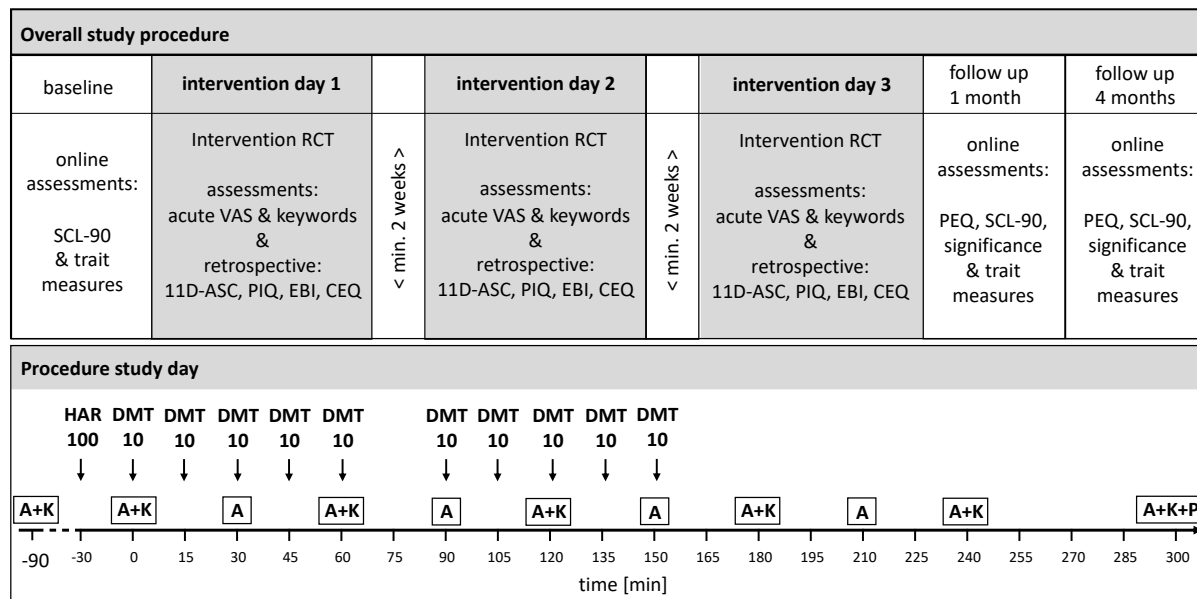 Overall study procedure
baseline
intervention day 1
< min. 2 weeks >
intervention day 2
< min. 2 weeks >
intervention day 3
follow up
1 month
follow up
4 months
online
assessments:
SCL-90
& trait
measures
Intervention RCT
assessments:
acute VAS & keywords
&
retrospective:
11D-ASC, PIQ, EBI, CEQ
Intervention RCT
assessments:
acute VAS & keywords
&
retrospective:
11D-ASC, PIQ, EBI, CEQ
Intervention RCT
assessments:
acute VAS & keywords
&
retrospective:
11D-ASC, PIQ, EBI, CEQ
online
assessments:
PEQ, SCL-90,
significance
& trait
measures
online
assessments:
PEQ, SCL-90,
significance
& trait
measures
Procedure study day
HAR DMT DMT DMT DMT DMT DMT DMT DMT DMT DMT
100 10 10 10 10 10 10 10 10 10 10
A+K A+K A A+K A A+K A A+K A A+K A+K+P
-90 -30 0 15 30 45 60 75 90 105 120 135 150 165 180 195 210 225 240 255 270 285 300
time [min]